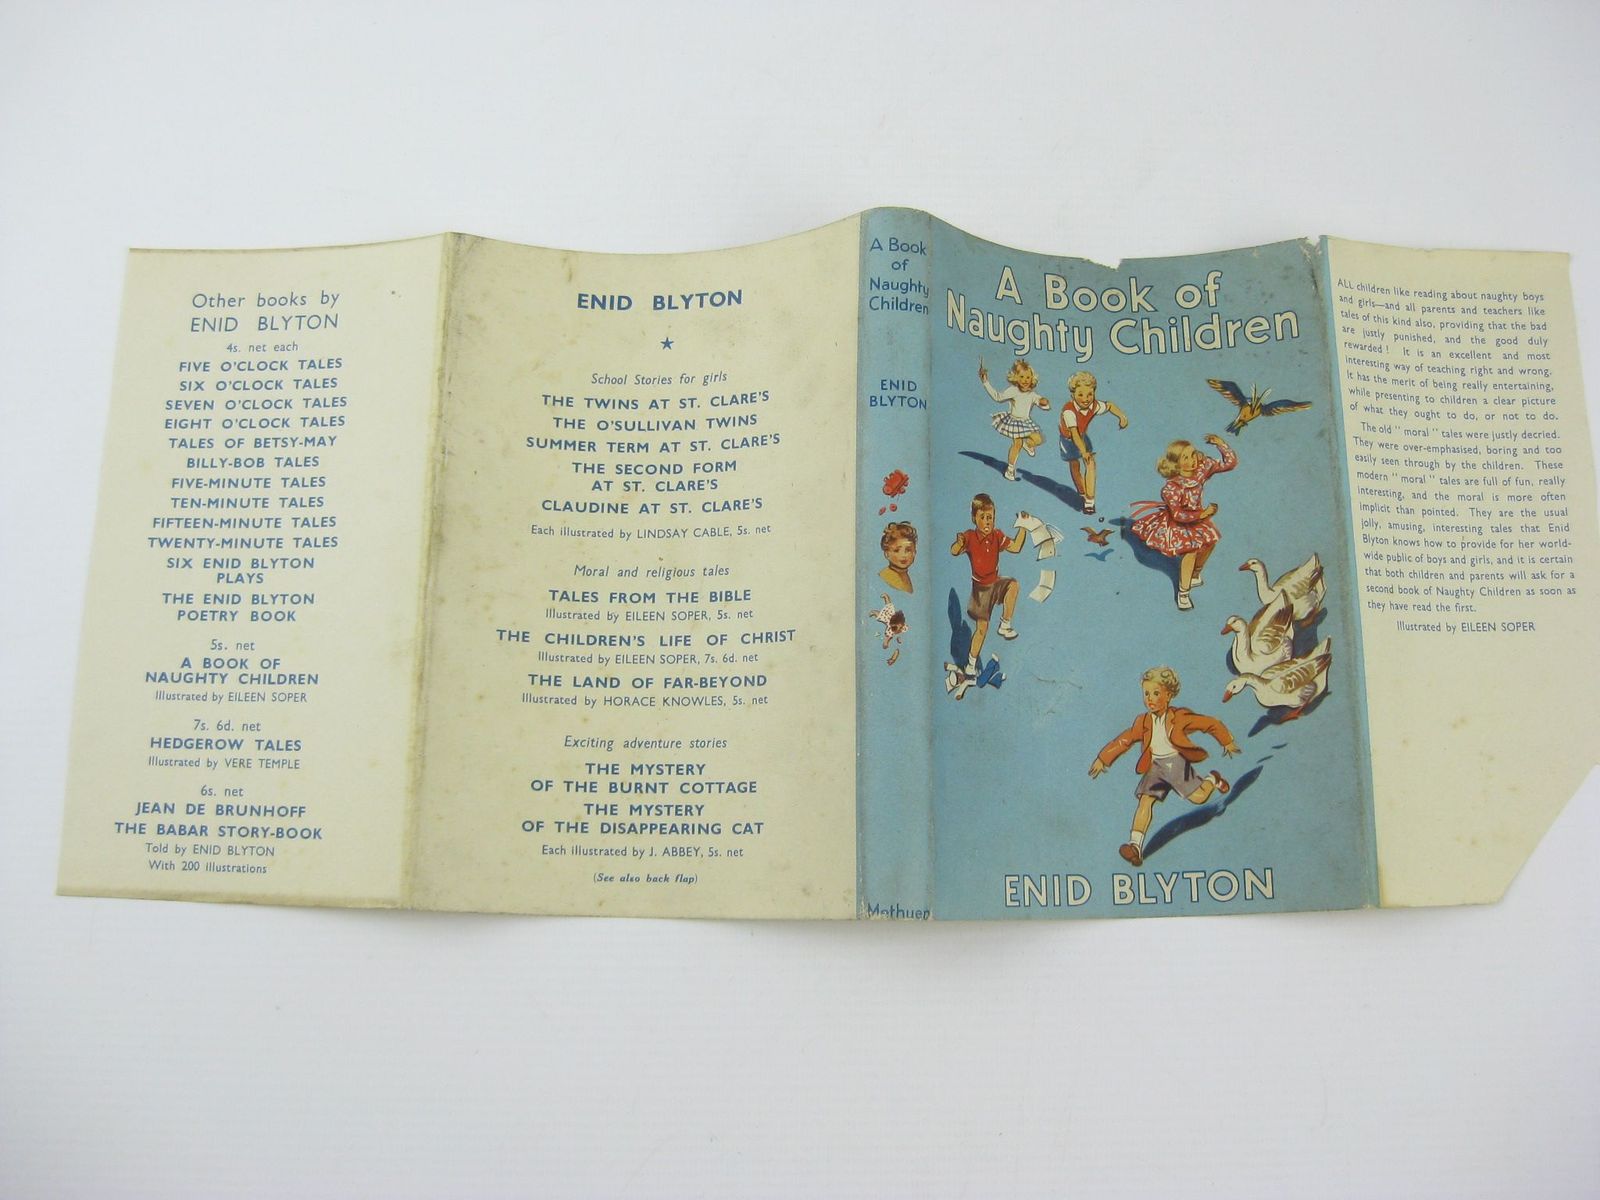 Other books by
ENID BLYTON
4s. net each
FIVE O'CLOCK TALES
SIX O'CLOCK TALES
SEVEN O'CLOCK TALES
EIGHT O'CLOCK TALES
TALES OF BETSY-MAY
BILLY-BOB TALES
FIVE-MINUTE TALES
TEN-MINUTE TALES
FIFTEEN-MINUTE TALES
TWENTY-MINUTE TALES
SIX ENID BLYTON
PLAYS
THE ENID BLYTON
POETRY BOOK
5s. net
A BOOK OF
NAUGHTY CHILDREN
Illustrated by EILEEN SOPER
7s. 6d. net
HEDGEROW TALES
Illustrated by VERE TEMPLE
6s. net
JEAN DE BRUNHOFF
THE BABAR STORY-BOOK
Told by ENID BLYTON
With 200 illustrations
ENID BLYTON
★
School Stories for girls
THE TWINS AT ST. CLARE'S
THE O'SULLIVAN TWINS
SUMMER TERM AT ST. CLARE'S
THE SECOND FORM
AT ST. CLARE'S
CLAUDINE AT ST. CLARE'S
Each illustrated by LINDSAY CABLE, 5s. net
Moral and religious tales
TALES FROM THE BIBLE
Illustrated by EILEEN SOPER, 5s. net
THE CHILDREN'S LIFE OF CHRIST
Illustrated by EILEEN SOPER, 7s. 6d. net
THE LAND OF FAR-BEYOND
Illustrated by HORACE KNOWLES, 5s. net
Exciting adventure stories
THE MYSTERY
OF THE BURNT COTTAGE
THE MYSTERY
OF THE DISAPPEARING CAT
Each illustrated by J. ABBEY, 5s. net
(See also back flap)
A Book
of
Naughty
Children
ENID
BLYTON
Methuen
A Book of
Naughty Children
ENID BLYTON
ALL children like reading about naughty boys
and girls—and all parents and teachers like
tales of this kind also, providing that the bad
are justly punished, and the good duly
rewarded! It is an excellent and most
interesting way of teaching right and wrong.
It has the merit of being really entertaining,
while presenting to children a clear picture
of what they ought to do, or not to do.
The old "moral" tales were justly decried.
They were over-emphasised, boring and too
easily seen through by the children. These
modern "moral" tales are full of fun, really
interesting, and the moral is more often
implicit than pointed. They are the usual
jolly, amusing, interesting tales that Enid
Blyton knows how to provide for her world-
wide public of boys and girls, and it is certain
that both children and parents will ask for a
second book of Naughty Children as soon as
they have read the first.
Illustrated by EILEEN SOPER